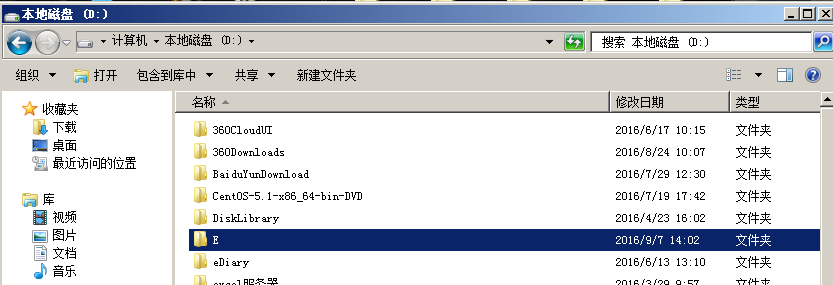 本地磁盘 (D:)
计算机 本地磁盘 (D:) 搜索 本地磁盘 (D:)
组织 打开 包含到库中 共享 新建文件夹
名称 修改日期 类型
收藏夹
下载
桌面
最近访问的位置
库
视频
图片
文档
音乐
360CloudUI 2016/6/17 10:15 文件夹
360Downloads 2016/8/24 10:07 文件夹
BaiduYunDownload 2016/7/29 12:30 文件夹
CentOS-5.1-x86_64-bin-DVD 2016/7/19 17:42 文件夹
DiskLibrary 2016/4/23 16:02 文件夹
E 2016/9/7 14:02 文件夹
eDiary 2016/6/13 13:10 文件夹
excel服务器 2016/3/29 9:57 文件夹